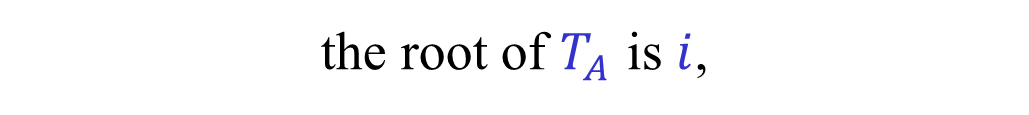 the root of T_A is i,